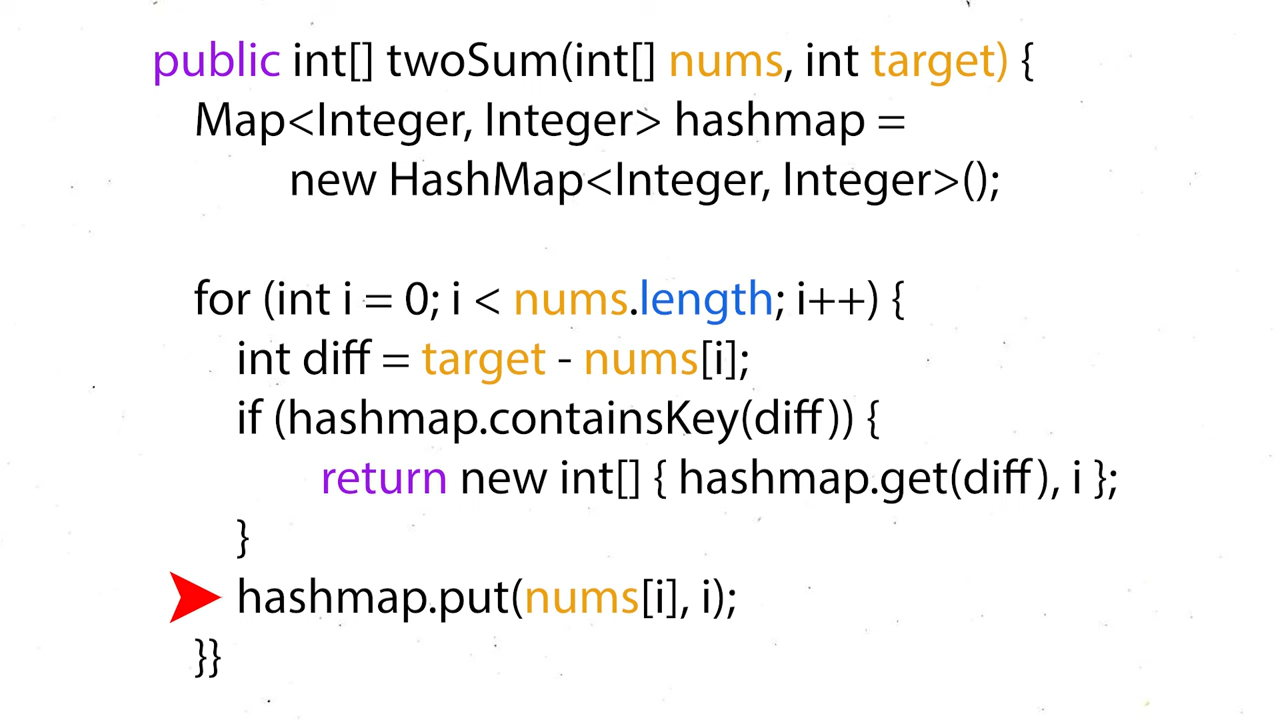 public int[] twoSum(int[] nums, int target) {
Map<Integer, Integer> hashmap =
new HashMap<Integer, Integer>();
for (int i = 0; i < nums.length; i++) {
int diff = target - nums[i];
if (hashmap.containsKey(diff)) {
return new int[] { hashmap.get(diff), i };
}
hashmap.put(nums[i], i);
}}